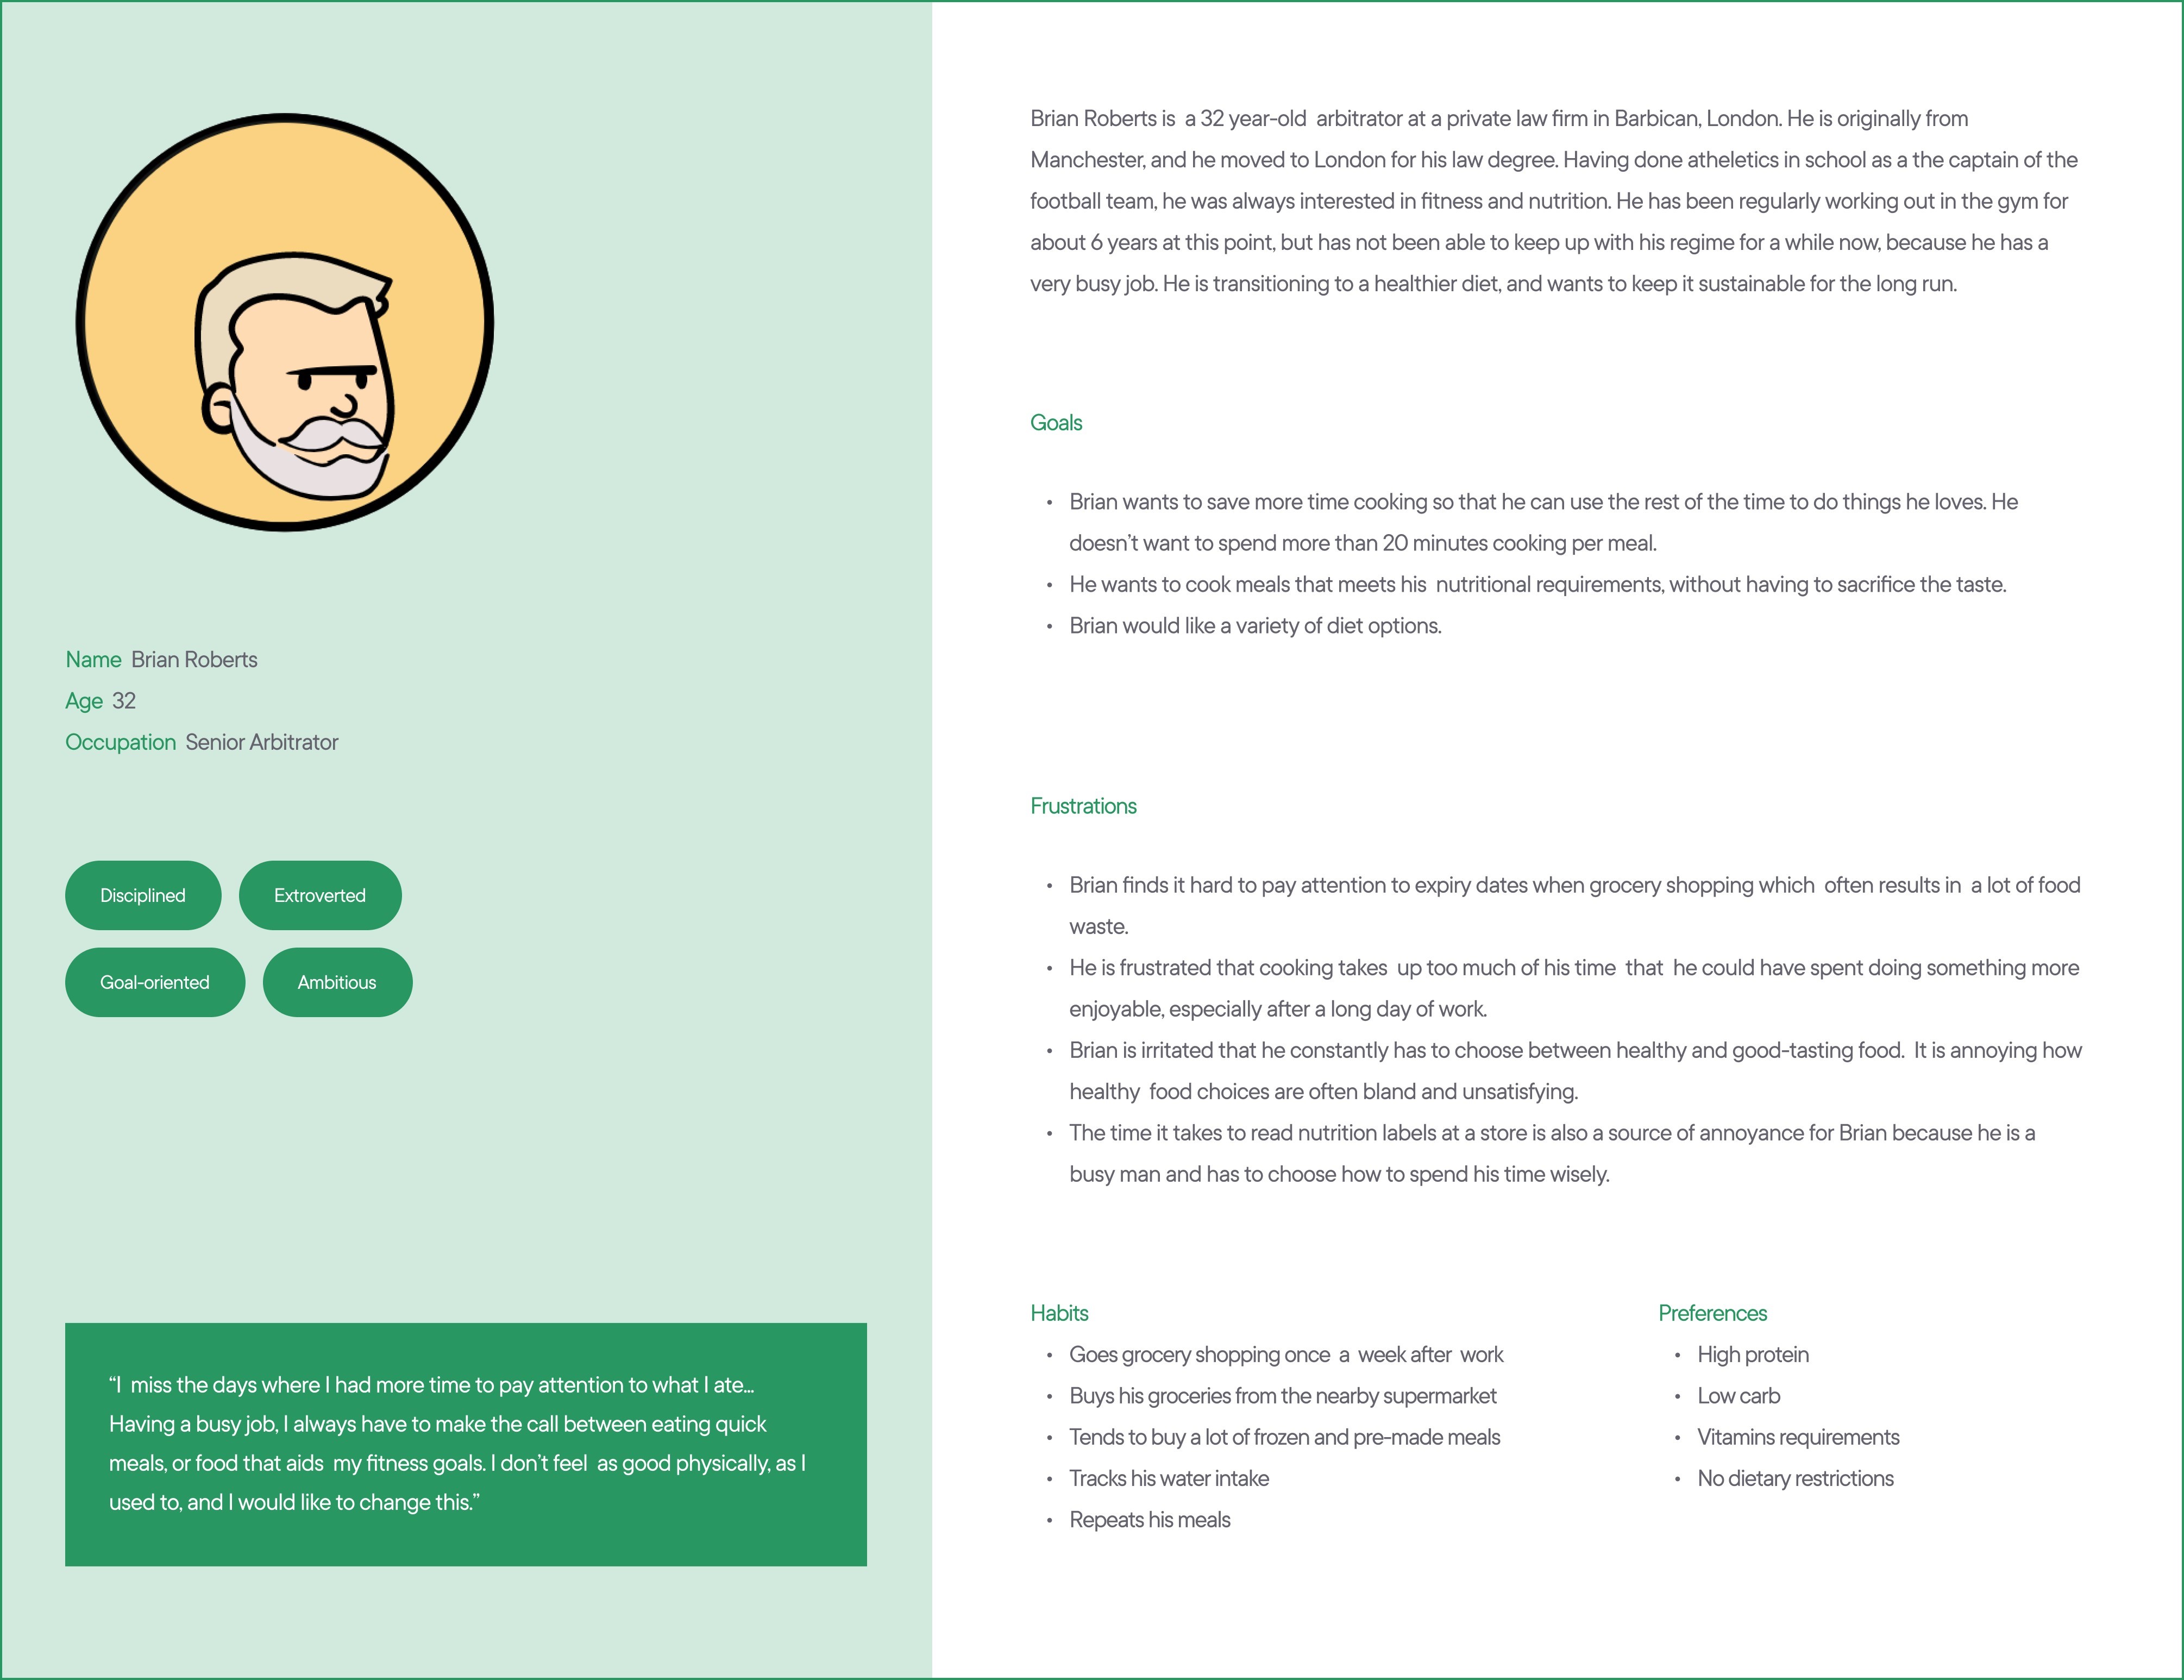 Name Brian Roberts
Age 32
Occupation Senior Arbitrator
Disciplined
Extroverted
Goal-oriented
Ambitious
“I miss the days where I had more time to pay attention to what I ate...
Having a busy job, I always have to make the call between eating quick
meals, or food that aids my fitness goals. I don’t feel as good physically, as I
used to, and I would like to change this.”
Brian Roberts is a 32 year-old arbitrator at a private law firm in Barbican, London. He is originally from
Manchester, and he moved to London for his law degree. Having done atheletics in school as a the captain of the
football team, he was always interested in fitness and nutrition. He has been regularly working out in the gym for
about 6 years at this point, but has not been able to keep up with his regime for a while now, because he has a
very busy job. He is transitioning to a healthier diet, and wants to keep it sustainable for the long run.
Goals
• Brian wants to save more time cooking so that he can use the rest of the time to do things he loves. He
doesn’t want to spend more than 20 minutes cooking per meal.
• He wants to cook meals that meets his nutritional requirements, without having to sacrifice the taste.
• Brian would like a variety of diet options.
Frustrations
• Brian finds it hard to pay attention to expiry dates when grocery shopping which often results in a lot of food
waste.
• He is frustrated that cooking takes up too much of his time that he could have spent doing something more
enjoyable, especially after a long day of work.
• Brian is irritated that he constantly has to choose between healthy and good-tasting food. It is annoying how
healthy food choices are often bland and unsatisfying.
• The time it takes to read nutrition labels at a store is also a source of annoyance for Brian because he is a
busy man and has to choose how to spend his time wisely.
Habits
• Goes grocery shopping once a week after work
• Buys his groceries from the nearby supermarket
• Tends to buy a lot of frozen and pre-made meals
• Tracks his water intake
• Repeats his meals
Preferences
• High protein
• Low carb
• Vitamins requirements
• No dietary restrictions